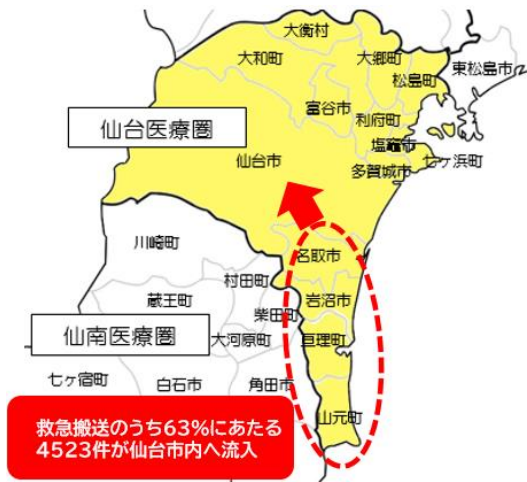 大衡村
大和町
大郷町
松島町
東松島市
富谷市
利府町
仙台医療圏
塩竈市
仙台市
多賀城市
七ヶ浜町
川崎町
名取市
村田町
蔵王町
岩沼市
柴田町
仙南医療圏
大河原町
亘理町
七ヶ宿町
白石市
角田市
山元町
救急搬送のうち63%にあたる
4523件が仙台市内へ流入